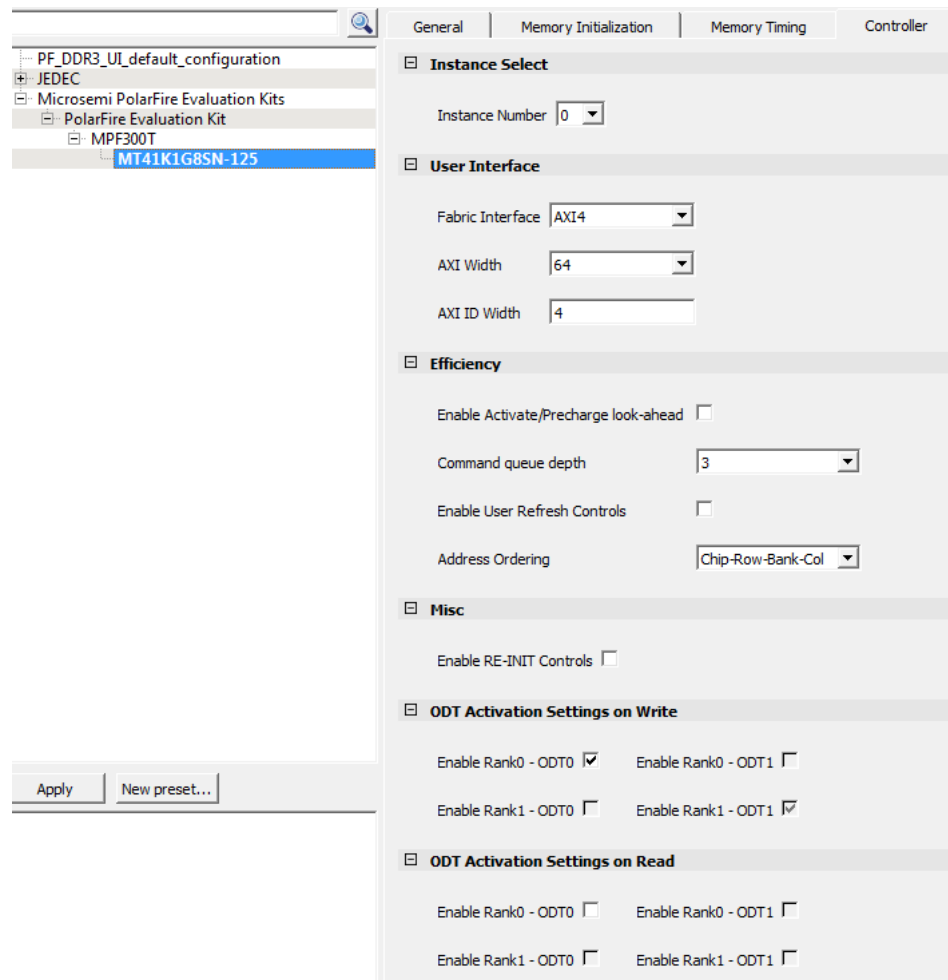 PF_DDR3_UI_default_configuration
JEDEC
Microsemi PolarFire Evaluation Kits
PolarFire Evaluation Kit
MPF300T
MT41K1G8SN-125
Apply
New preset...
General
Memory Initialization
Memory Timing
Controller
Instance Select
Instance Number 0
User Interface
Fabric Interface AXI4
AXI Width 64
AXI ID Width 4
Efficiency
Enable Activate/Precharge look-ahead
Command queue depth 3
Enable User Refresh Controls
Address Ordering Chip-Row-Bank-Col
Misc
Enable RE-INIT Controls
ODT Activation Settings on Write
Enable Rank0 - ODT0 Enable Rank0 - ODT1
Enable Rank1 - ODT0 Enable Rank1 - ODT1
ODT Activation Settings on Read
Enable Rank0 - ODT0 Enable Rank0 - ODT1
Enable Rank1 - ODT0 Enable Rank1 - ODT1